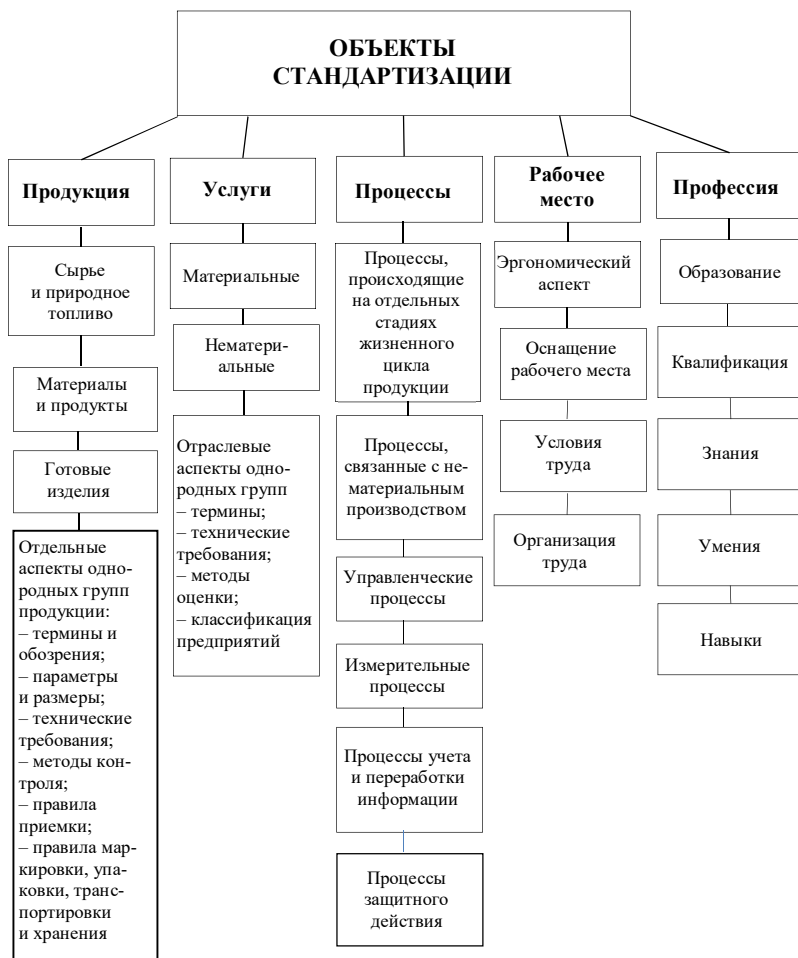 ОБЪЕКТЫ
СТАНДАРТИЗАЦИИ
Продукция
Сырье
и природное
топливо
Материалы
и продукты
Готовые
изделия
Отдельные
аспекты одно-
родных групп
продукции:
– термины и
обозрения;
– параметры
и размеры;
– технические
требования;
– методы кон-
троля;
– правила
приемки;
– правила мар-
кировки, упа-
ковки, транс-
портировки
и хранения
Услуги
Материальные
Нематери-
альные
Отраслевые
аспекты одно-
родных групп
– термины;
– технические
требования;
– методы
оценки;
– классификация
предприятий
Процессы
Процессы,
происходящие
на отдельных
стадиях
жизненного
цикла
продукции
Процессы,
связанные с не-
материальным
производством
Управленческие
процессы
Измерительные
процессы
Процессы учета
и переработки
информации
Процессы
защитного
действия
Рабочее
место
Эргономический
аспект
Оснащение
рабочего места
Условия
труда
Организация
труда
Профессия
Образование
Квалификация
Знания
Умения
Навыки